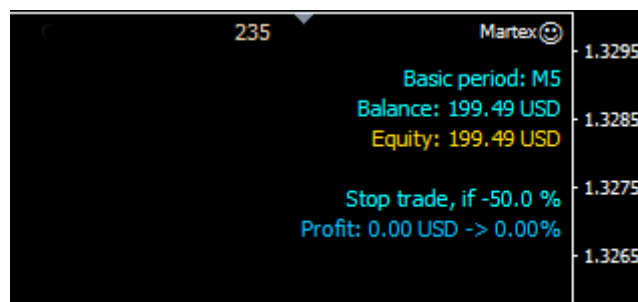 235
Martex☺
1.3295
Basic period: M5
Balance: 199.49 USD
1.3285
Equity: 199.49 USD
1.3275
Stop trade, if -50.0 %
Profit: 0.00 USD -> 0.00%
1.3265